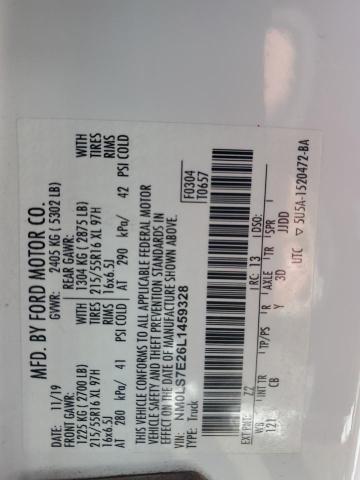 MFD. BY FORD MOTOR CO.
11/19 GVWR: 2405 KG ( 5302 LB)
FRONT GAWR: REAR GAWR: WITH
1225 KG ( 2700 LB) 1304 KG ( 2875 LB) TIRES
215/55R16 XL 97H WITH 215/55R16 XL 97H TIRES
16x6.5J RIMS 16x6.5J RIMS
AT 280 kPa/ 41 PSI COLD AT 290 kPa/ 42 PSI COLD
THIS VEHICLE CONFORMS TO ALL APPLICABLE FEDERAL MOTOR
VEHICLE SAFETY AND THEFT PREVENTION STANDARDS IN
EFFECT ON THE DATE OF MANUFACTURE SHOWN ABOVE.
VIN: NM0LS7E26L1459328 F0304
TYPE: Truck T0657
EXT PNT: Z2 RC: 13 DSO:
WB INT TR TP/PS R AXLE TR SPR
121 CB Y 3D JJDD
UTC ▽ 5U5A-1520472-BA